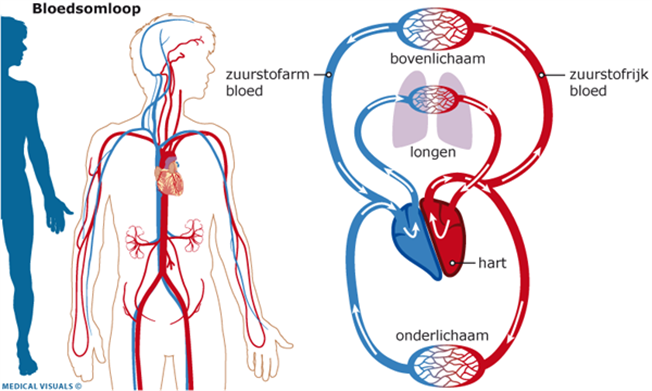 Bloedsomloop
bovenlichaam
zuurstofarm
bloed
zuurstofrijk
bloed
longen
hart
onderlichaam
MEDICAL VISUALS ©